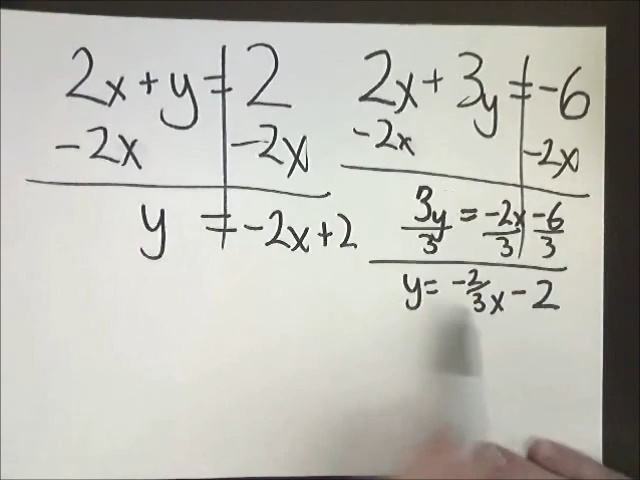 2x+y=2
-2x -2x
y = -2x+2
2x+3y=-6
-2x -2x
3y/3 = -2x/3 -6/3
y= -2/3x-2